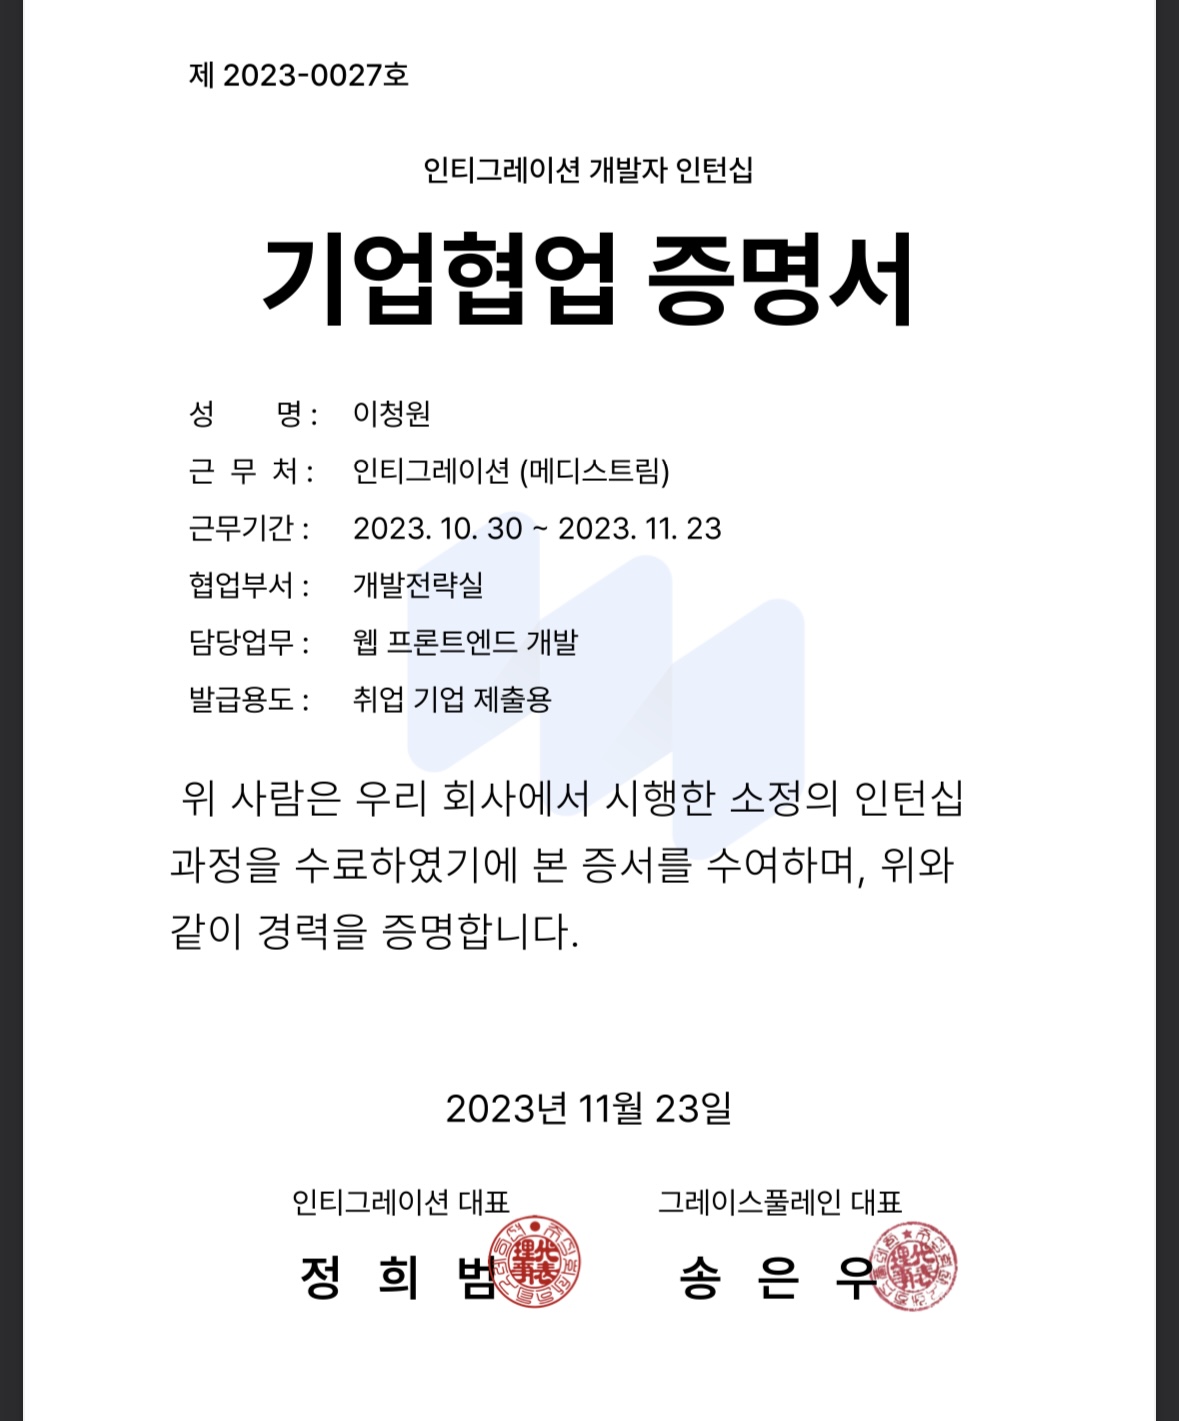 제 2023-0027호
인티그레이션 개발자 인턴십
기업협업 증명서
성 명 : 이청원
근 무 처 : 인티그레이션 (메디스트림)
근무기간 : 2023. 10. 30 ~ 2023. 11. 23
협업부서 : 개발전략실
담당업무 : 웹 프론트엔드 개발
발급용도 : 취업 기업 제출용
위 사람은 우리 회사에서 시행한 소정의 인턴십
과정을 수료하였기에 본 증서를 수여하며, 위와
같이 경력을 증명합니다.
2023년 11월 23일
인티그레이션 대표 그레이스풀레인 대표
정 희 범 송 은 우